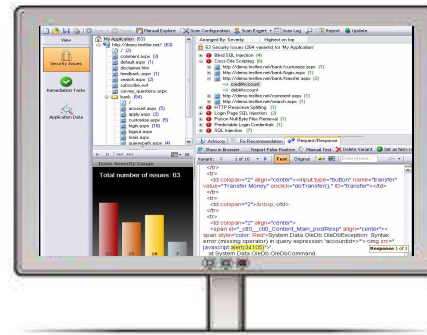 Manual Explore Scan Configuration Scan Expert Scan Log Report Update
View
Security Issues
Remediation Tasks
Application Data
My Application (63)
http://demo.testfire.net/ (63)
/ (2)
comment.aspx (3)
default.aspx (1)
disclaimer.htm
feedback.aspx (1)
search.aspx (3)
subscribe.swf
survey_questions.aspx
bank (54)
/
account.aspx (5)
apply.aspx (2)
customize.aspx (5)
login.aspx (16)
logout.aspx
main.aspx
queryxpath.aspx (4)
Total number of issues: 63
Arranged By: Severity Highest on top
63 Security Issues (264 variants) for 'My Application'
Blind SQL Injection (4)
Cross-Site Scripting (6)
http://demo.testfire.net/bank/customize.aspx (1)
http://demo.testfire.net/bank/login.aspx (1)
http://demo.testfire.net/bank/transfer.aspx (2)
creditAccount
debitAccount
http://demo.testfire.net/comment.aspx (1)
http://demo.testfire.net/search.aspx (1)
HTTP Response Splitting (1)
Login Page SQL Injection (2)
Poison Null Byte Files Retrieval (1)
Predictable Login Credentials (1)
SQL Injection (7)
Advisory Fix Recommendation Request/Response
Show in Browser Report False Positive Manual Test Delete Variant Set as Non-v
Variant: 1 of 10 Test Original
</tr>
<tr>
<td colspan="2" align="center"><input type="button" name="transfer"
value="Transfer Money" onclick="doTransfer();" ID="transfer"></td>
</tr>
<tr>
<td colspan="2">&nbsp;</td>
</tr>
<tr>
<td colspan="2" align="center">
<span id="_ctl0__ctl0_Content_Main_postResp" align="center"><
span style='color: Red'>System.Data.OleDb.OleDbException: Syntax
error (missing operator) in query expression 'accountid=>"><img src="
javascript:alert(34105)">'.
at System.Data.OleDb.OleDbCommand.
Response 1 of 1